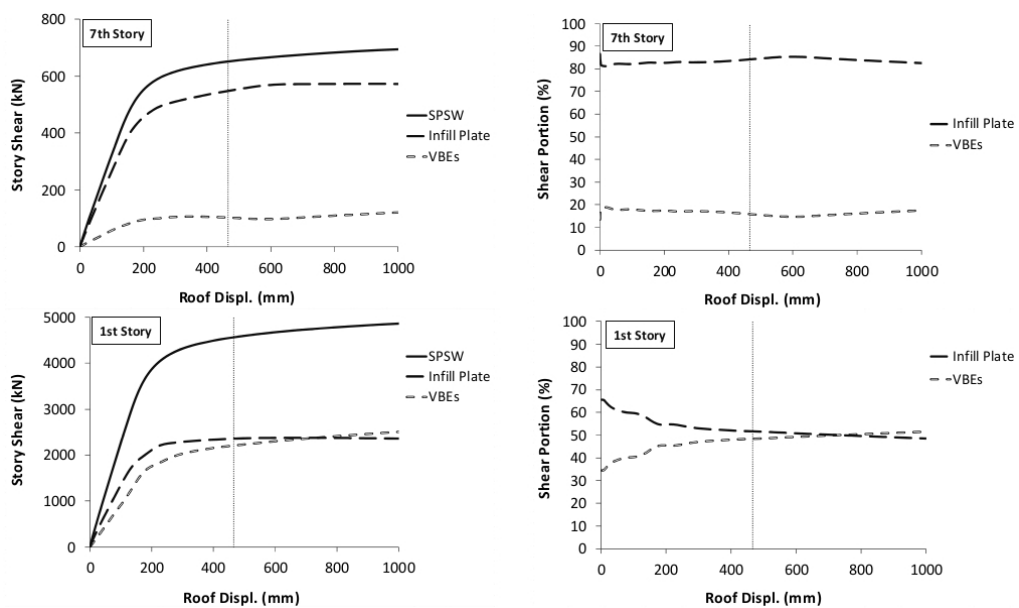 7th Story
Story Shear (kN)
800
600
400
200
0
0 200 400 600 800 1000
Roof Displ. (mm)
SPSW
Infill Plate
VBEs
7th Story
Shear Portion (%)
100
90
80
70
60
50
40
30
20
10
0
0 200 400 600 800 1000
Roof Displ. (mm)
Infill Plate
VBEs
1st Story
Story Shear (kN)
5000
4000
3000
2000
1000
0
0 200 400 600 800 1000
Roof Displ. (mm)
SPSW
Infill Plate
VBEs
1st Story
Shear Portion (%)
100
90
80
70
60
50
40
30
20
10
0
0 200 400 600 800 1000
Roof Displ. (mm)
Infill Plate
VBEs